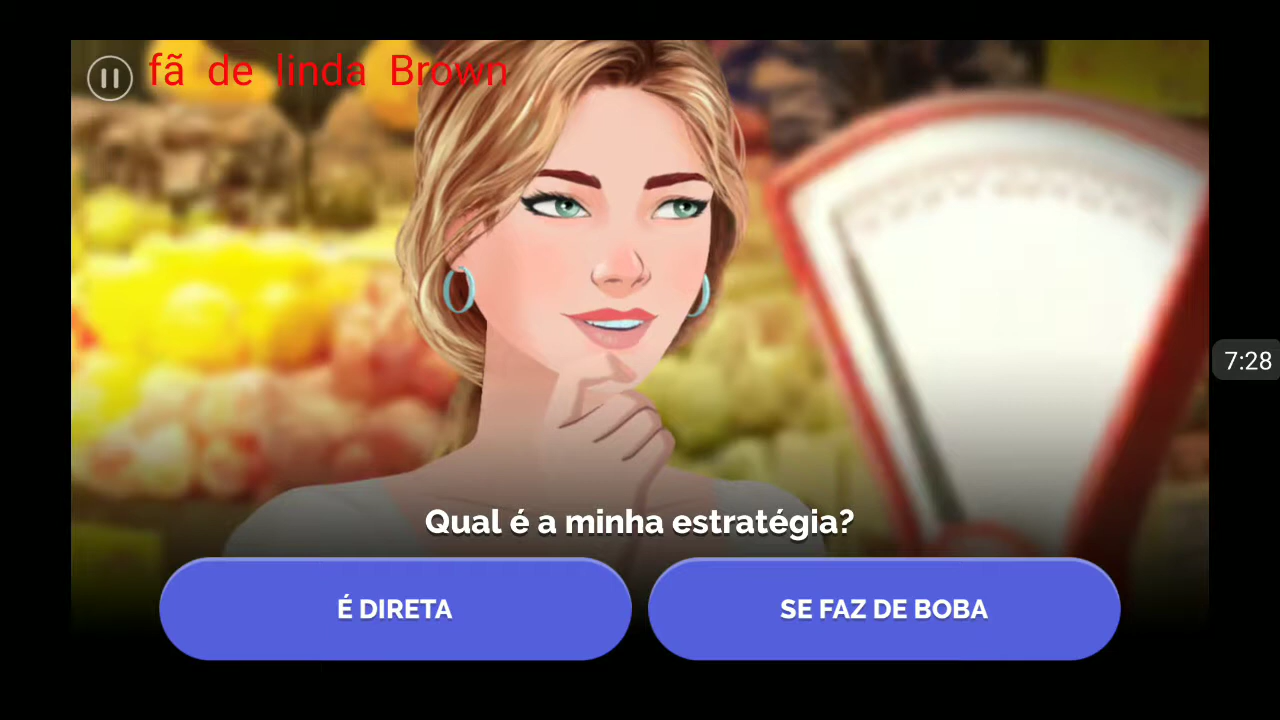 fã de linda Brown
7:28
Qual é a minha estratégia?
É DIRETA
SE FAZ DE BOBA